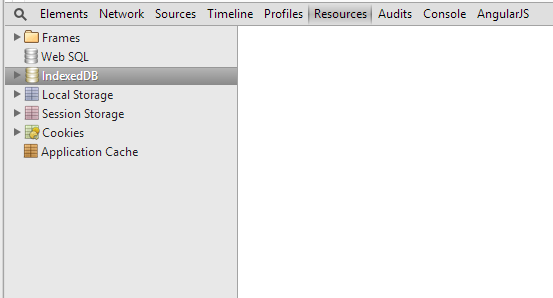 Elements Network Sources Timeline Profiles Resources Audits Console AngularJS
Frames
Web SQL
IndexedDB
Local Storage
Session Storage
Cookies
Application Cache